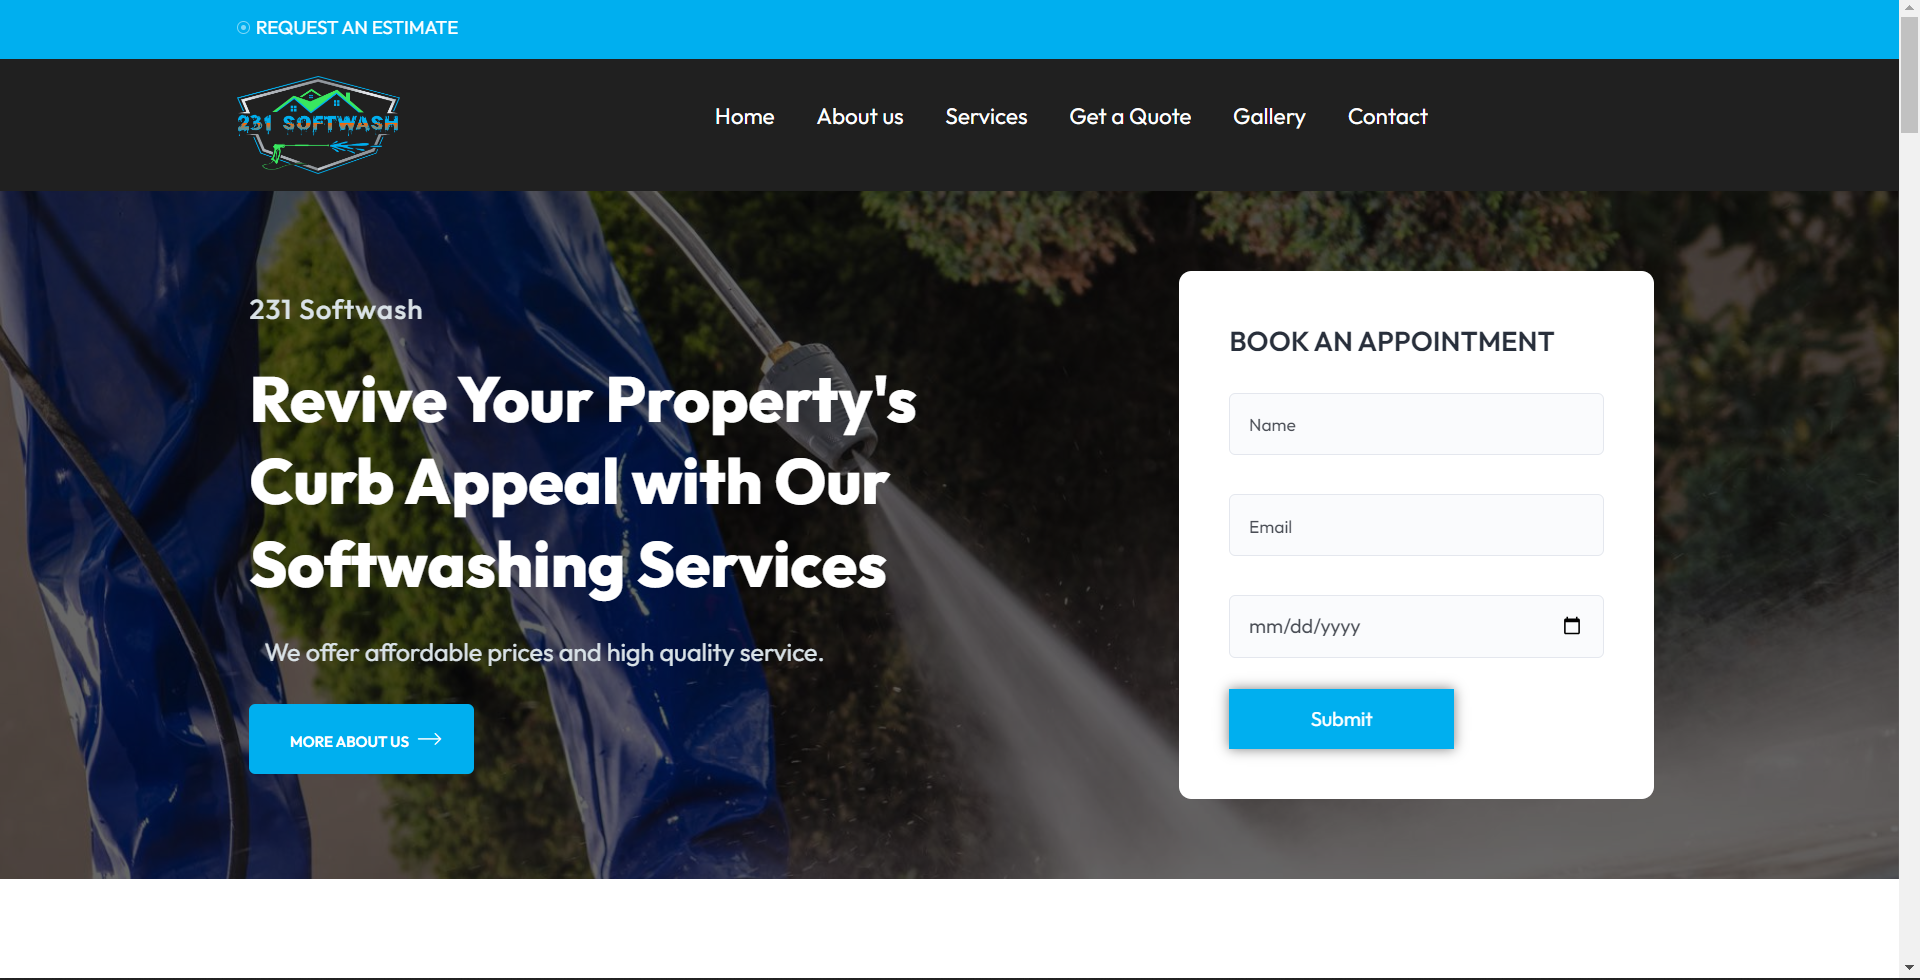 REQUEST AN ESTIMATE
231 SOFTWASH
Home About us Services Get a Quote Gallery Contact
231 Softwash
Revive Your Property's
Curb Appeal with Our
Softwashing Services
We offer affordable prices and high quality service.
MORE ABOUT US
BOOK AN APPOINTMENT
Name
Email
mm/dd/yyyy
Submit